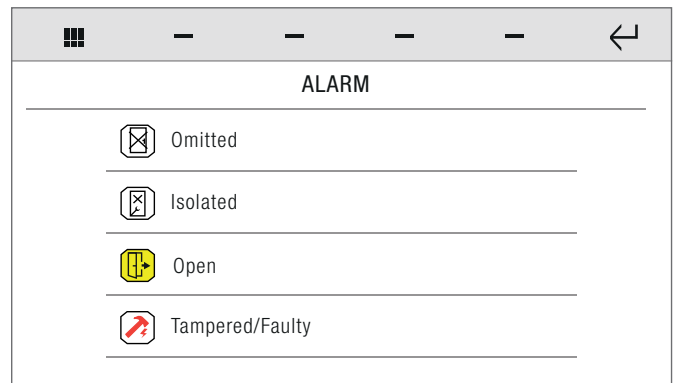 ALARM
Omitted
Isolated
Open
Tampered/Faulty